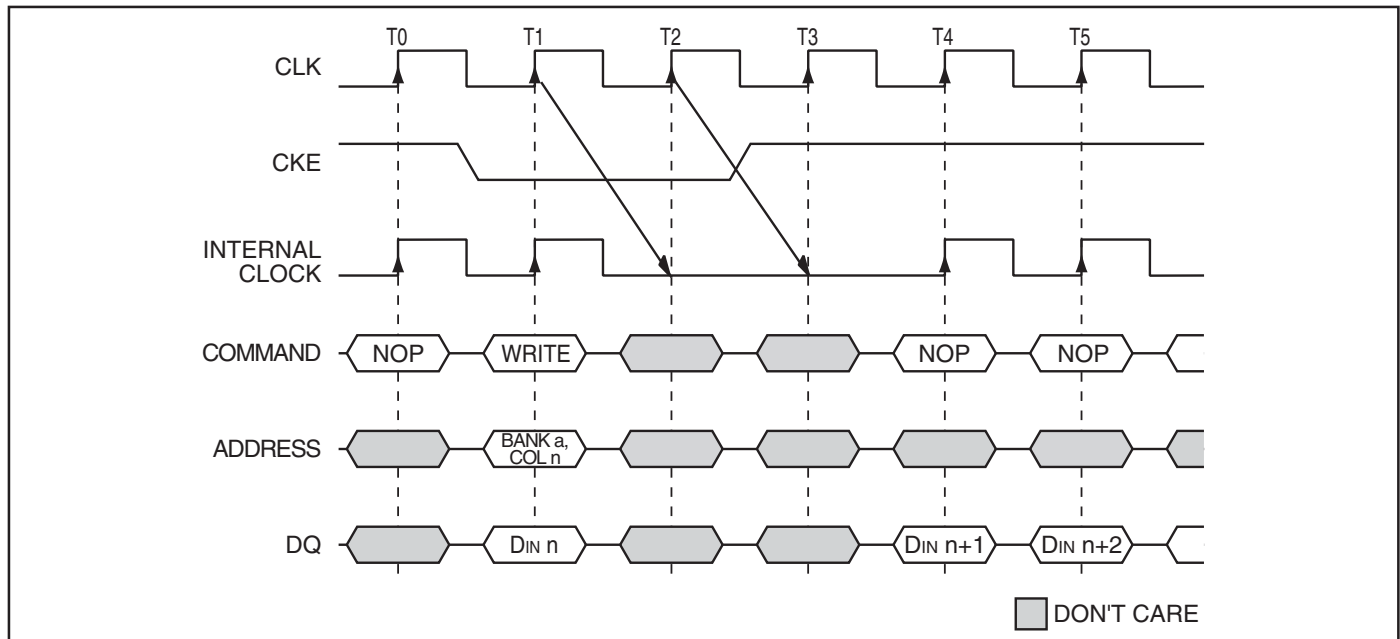 T0 T1 T2 T3 T4 T5
CLK
CKE
INTERNAL
CLOCK
COMMAND NOP WRITE NOP NOP
ADDRESS BANK a,
COL n
DQ DIN n DIN n+1 DIN n+2
DON'T CARE